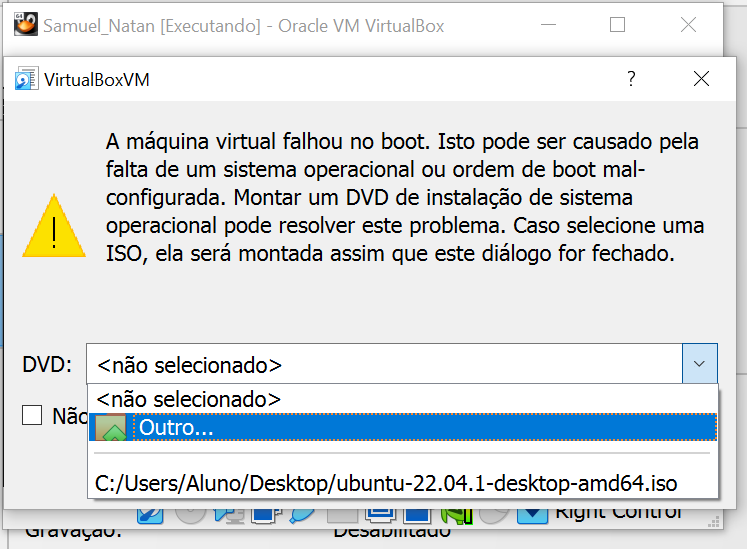 Samuel_Natan [Executando] - Oracle VM VirtualBox
VirtualBoxVM
?
A máquina virtual falhou no boot. Isto pode ser causado pela
falta de um sistema operacional ou ordem de boot mal-
configurada. Montar um DVD de instalação de sistema
operacional pode resolver este problema. Caso selecione uma
ISO, ela será montada assim que este diálogo for fechado.
DVD:
<não selecionado>
<não selecionado>
Não
Outro...
C:/Users/Aluno/Desktop/ubuntu-22.04.1-desktop-amd64.iso
Right Control
Gravação:
Desabilitado